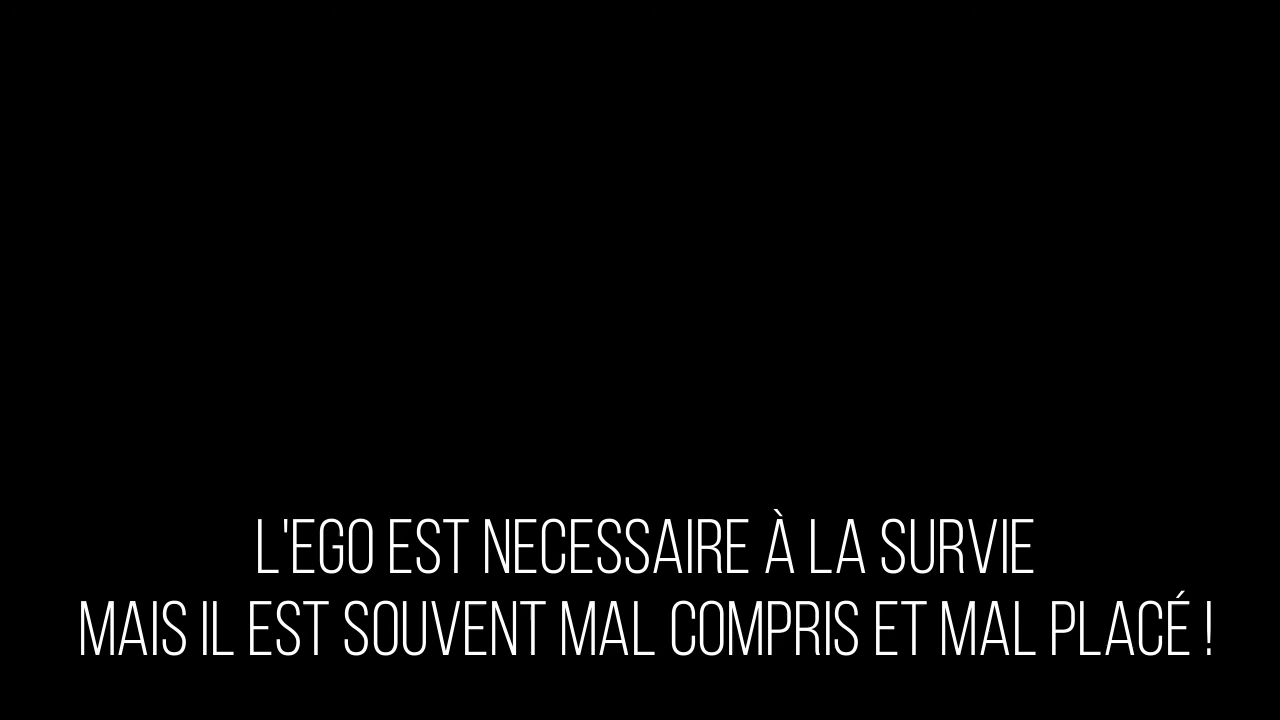 L'EGO EST NECESSAIRE À LA SURVIE
MAIS IL EST SOUVENT MAL COMPRIS ET MAL PLACÉ !